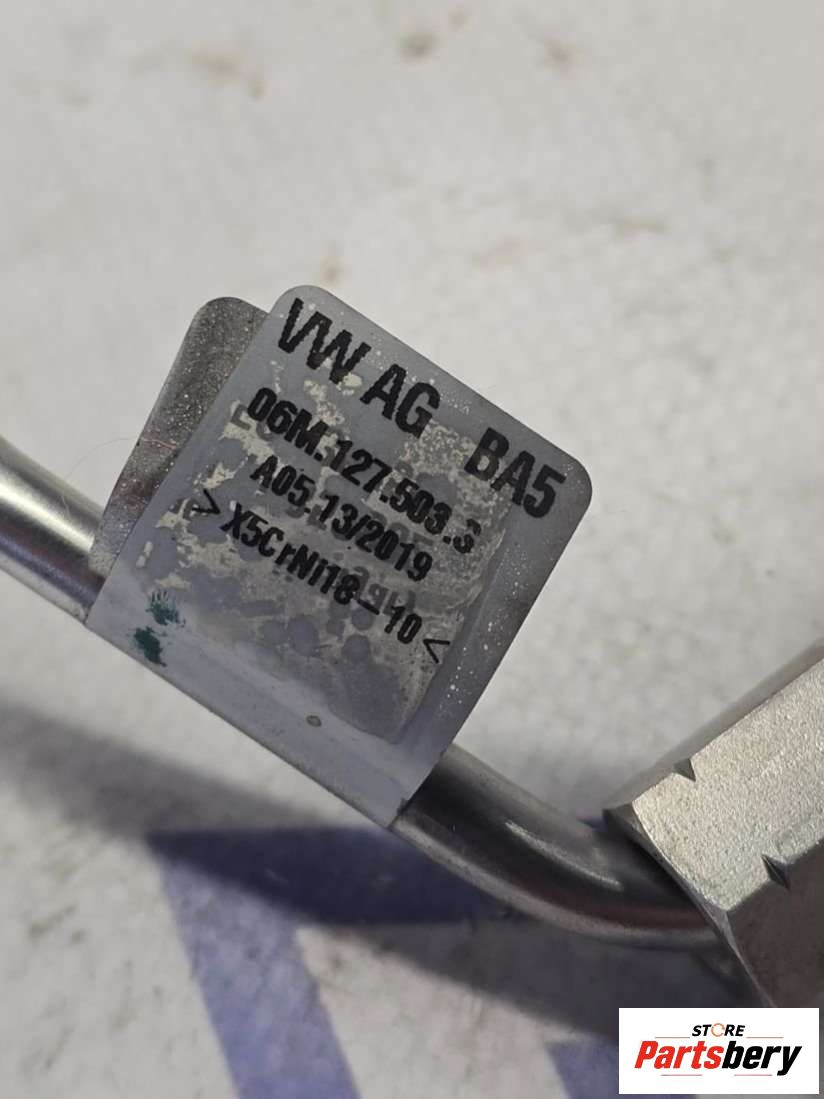 VW AG BA5
06M.127.503.S
A05.13/2019
>X5CrNi18-10<
STORE
Partsbery